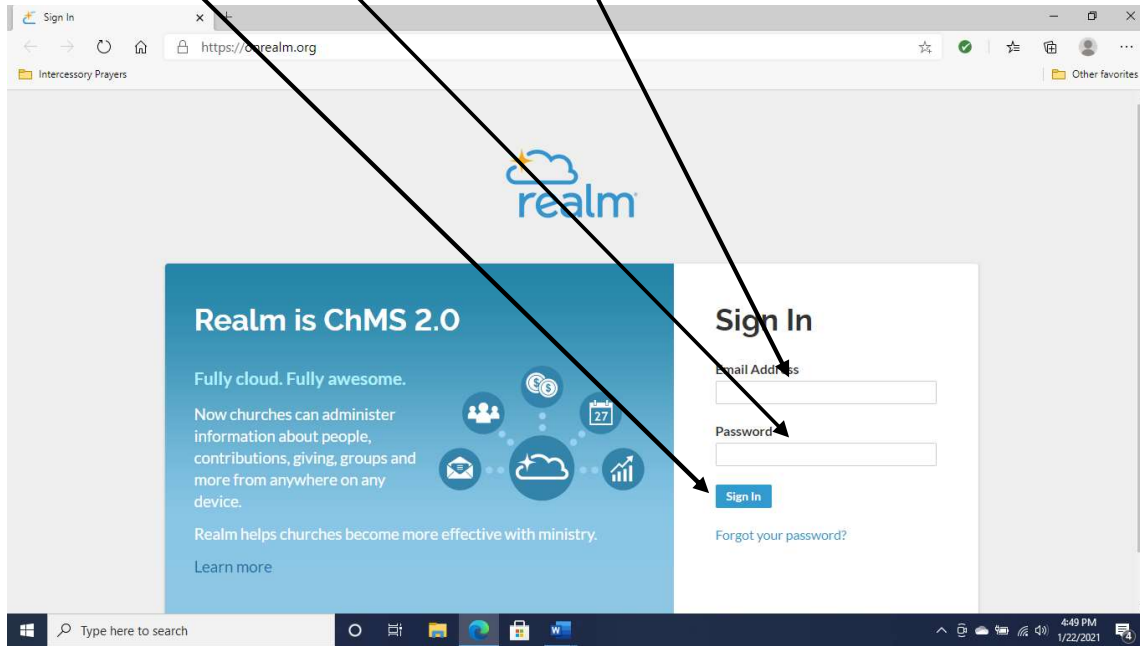 Sign In
https://onrealm.org
Intercessory Prayers
Other favorites
realm
Realm is ChMS 2.0
Fully cloud. Fully awesome.
Now churches can administer
information about people,
contributions, giving, groups and
more from anywhere on any
device.
Realm helps churches become more effective with ministry.
Learn more
$
$
27
Sign In
Email Address
Password
Sign In
Forgot your password?
Type here to search
W
4:49 PM
1/22/2021
4